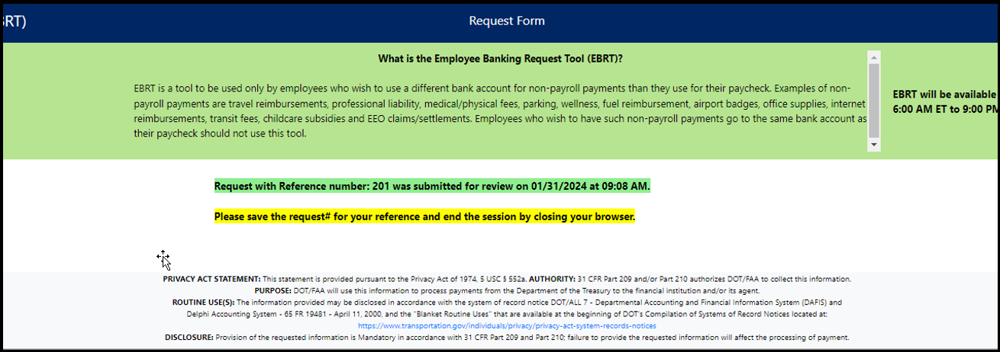 BRT)
Request Form
What is the Employee Banking Request Tool (EBRT)?
EBRT is a tool to be used only by employees who wish to use a different bank account for non-payroll payments than they use for their paycheck. Examples of non-
payroll payments are travel reimbursements, professional liability, medical/physical fees, parking, wellness, fuel reimbursement, airport badges, office supplies, internet
reimbursements, transit fees, childcare subsidies and EEO claims/settlements. Employees who wish to have such non-payroll payments go to the same bank account as
their paycheck should not use this tool.
EBRT will be available
6:00 AM ET to 9:00 PM
Request with Reference number: 201 was submitted for review on 01/31/2024 at 09:08 AM.
Please save the request# for your reference and end the session by closing your browser.
PRIVACY ACT STATEMENT: This statement is provided pursuant to the Privacy Act of 1974, 5 USC § 552a. AUTHORITY: 31 CFR Part 209 and/or Part 210 authorizes DOT/FAA to collect this information.
PURPOSE: DOT/FAA will use this information to process payments from the Department of the Treasury to the financial institution and/or its agent.
ROUTINE USE(S): The information provided may be disclosed in accordance with the system of record notice DOT/ALL 7 - Departmental Accounting and Financial Information System (DAFIS) and
Delphi Accounting System - 65 FR 19481 - April 11, 2000, and the "Blanket Routine Uses" that are available at the beginning of DOT's Compilation of Systems of Record Notices located at:
https://www.transportation.gov/individuals/privacy/privacy-act-system-records-notices
DISCLOSURE: Provision of the requested information is Mandatory in accordance with 31 CFR Part 209 and Part 210; failure to provide the requested information will affect the processing of payment.